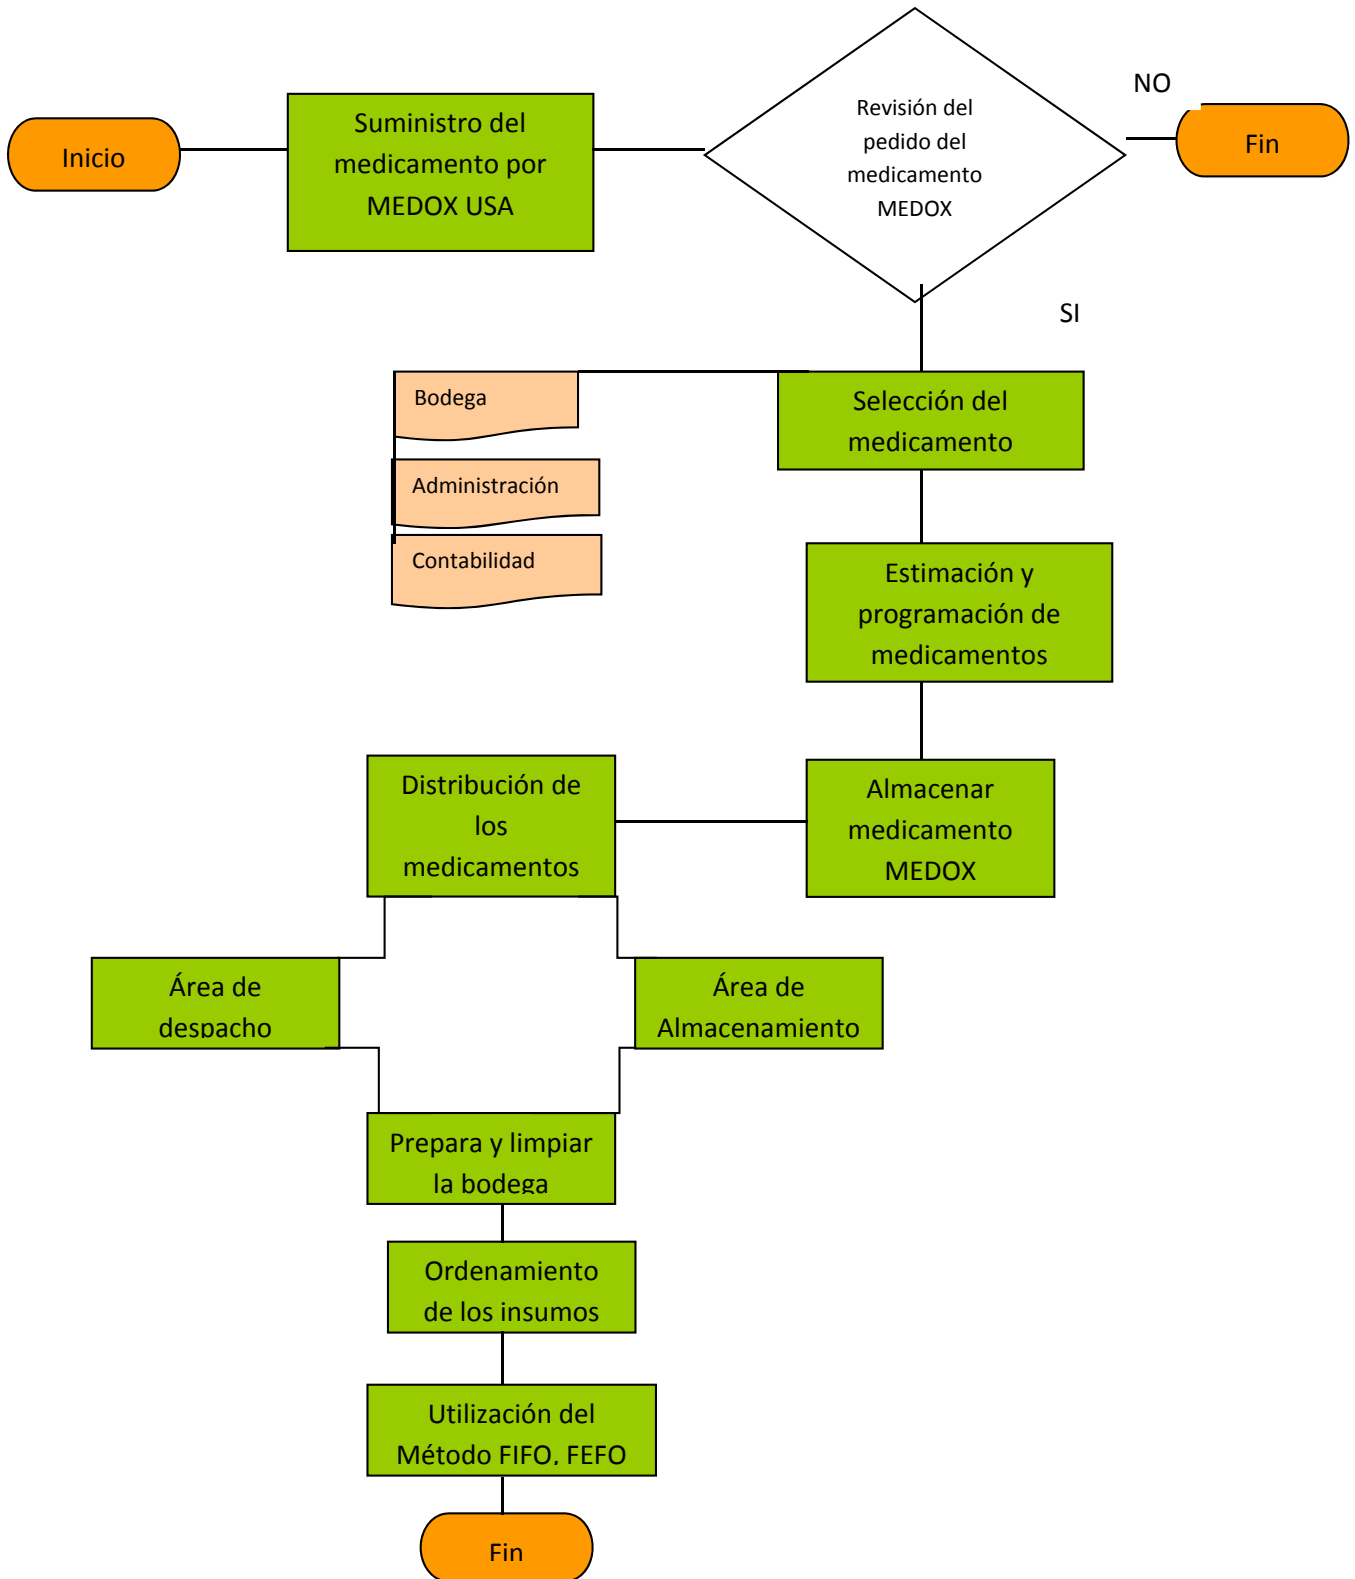 Inicio
Suministro del
medicamento por
MEDOX USA
Revisión del
pedido del
medicamento
MEDOX
NO
Fin
SI
Bodega
Administración
Contabilidad
Selección del
medicamento
Estimación y
programación de
medicamentos
Distribución de
los
medicamentos
Almacenar
medicamento
MEDOX
Área de
despacho
Área de
Almacenamiento
Prepara y limpiar
la bodega
Ordenamiento
de los insumos
Utilización del
Método FIFO, FEFO
Fin